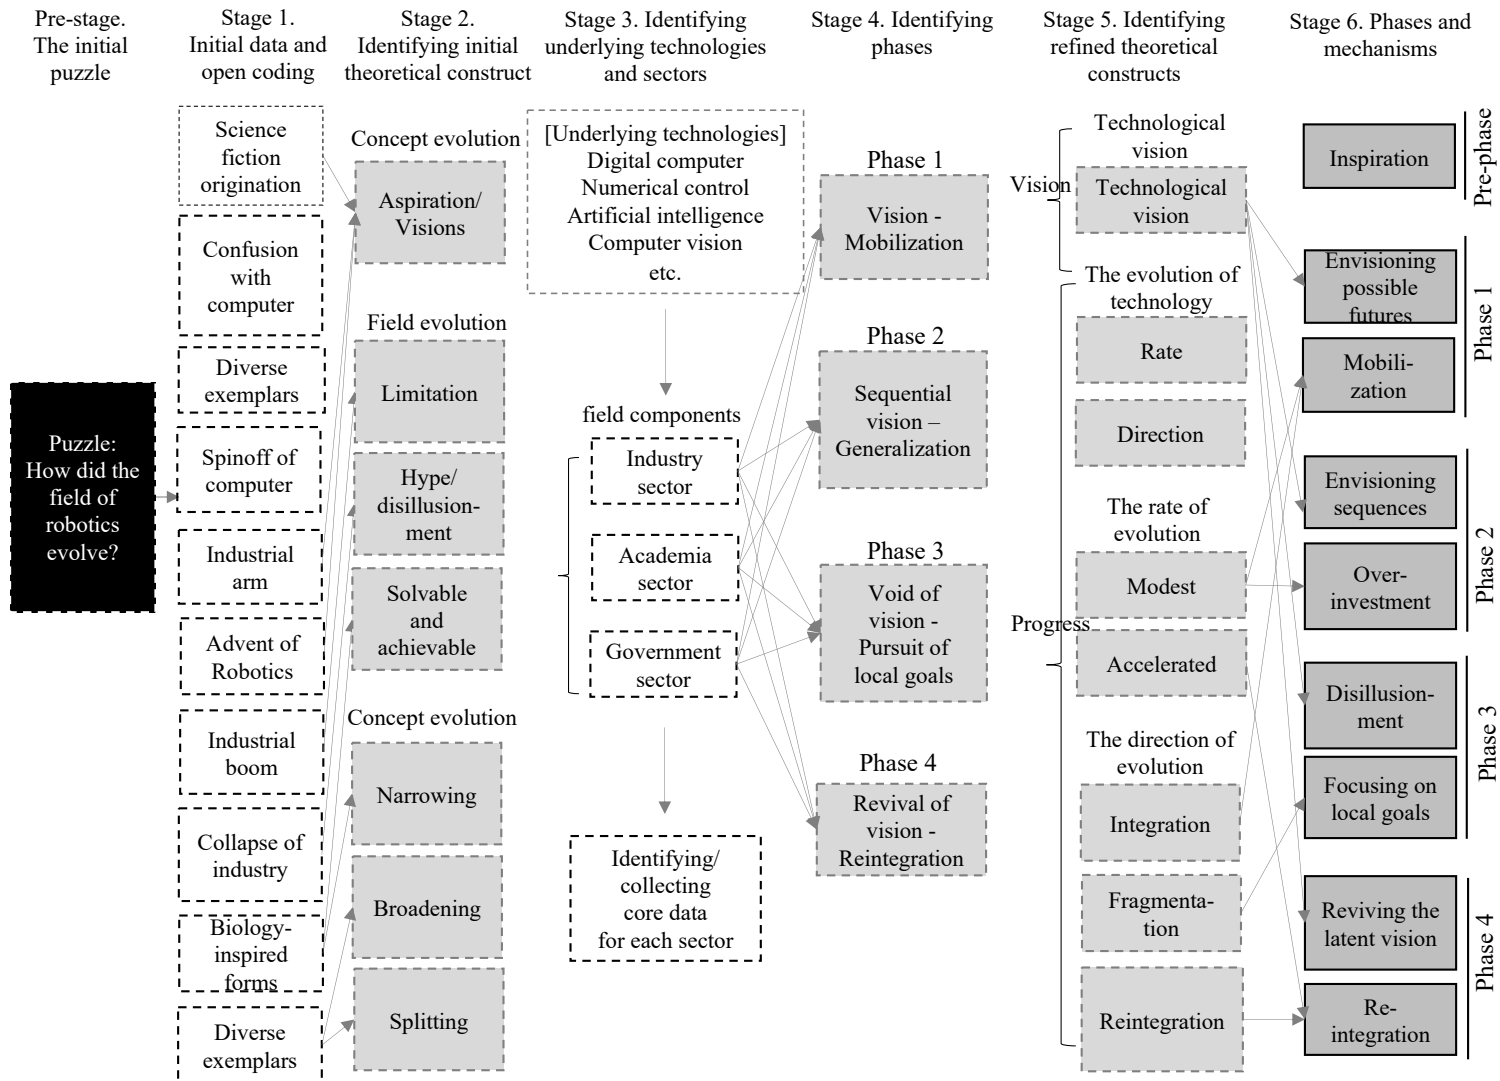 Pre-stage.
The initial
puzzle
Puzzle:
How did the
field of
robotics
evolve?
Stage 1.
Initial data and
open coding
Science
fiction
origination
Confusion
with
computer
Diverse
exemplars
Spinoff of
computer
Industrial
arm
Advent of
Robotics
Industrial
boom
Collapse of
industry
Biology-
inspired
forms
Diverse
exemplars
Stage 2.
Identifying initial
theoretical construct
Concept evolution
Aspiration/
Visions
Field evolution
Limitation
Hype/
disillusion-
ment
Solvable
and
achievable
Concept evolution
Narrowing
Broadening
Splitting
Stage 3. Identifying
underlying technologies
and sectors
[Underlying technologies]
Digital computer
Numerical control
Artificial intelligence
Computer vision
etc.
field components
Industry
sector
Academia
sector
Government
sector
Identifying/
collecting
core data
for each sector
Stage 4. Identifying
phases
Phase 1
Vision -
Mobilization
Phase 2
Sequential
vision –
Generalization
Phase 3
Void of
vision -
Pursuit of
local goals
Phase 4
Revival of
vision -
Reintegration
Stage 5. Identifying
refined theoretical
constructs
Technological
vision
Vision
Technological
vision
The evolution of
technology
Rate
Direction
The rate of
evolution
Modest
Progress
Accelerated
The direction of
evolution
Integration
Fragmenta-
tion
Reintegration
Stage 6. Phases and
mechanisms
Inspiration
Pre-phase
Envisioning
possible
futures
Mobili-
zation
Phase 1
Envisioning
sequences
Over-
investment
Phase 2
Disillusion-
ment
Focusing on
local goals
Phase 3
Reviving the
latent vision
Re-
integration
Phase 4